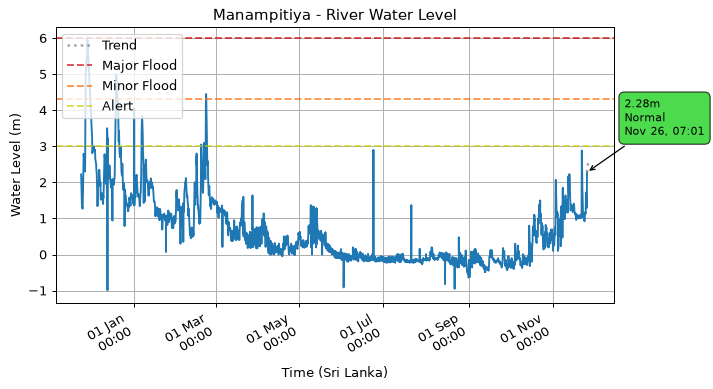 Manampitiya - River Water Level
Water Level (m)
6
5
4
3
2
1
0
−1
Trend
Major Flood
Minor Flood
Alert
2.28m
Normal
Nov 26, 07:01
01 Jan
00:00
01 Mar
00:00
01 May
00:00
01 Jul
00:00
01 Sep
00:00
01 Nov
00:00
Time (Sri Lanka)